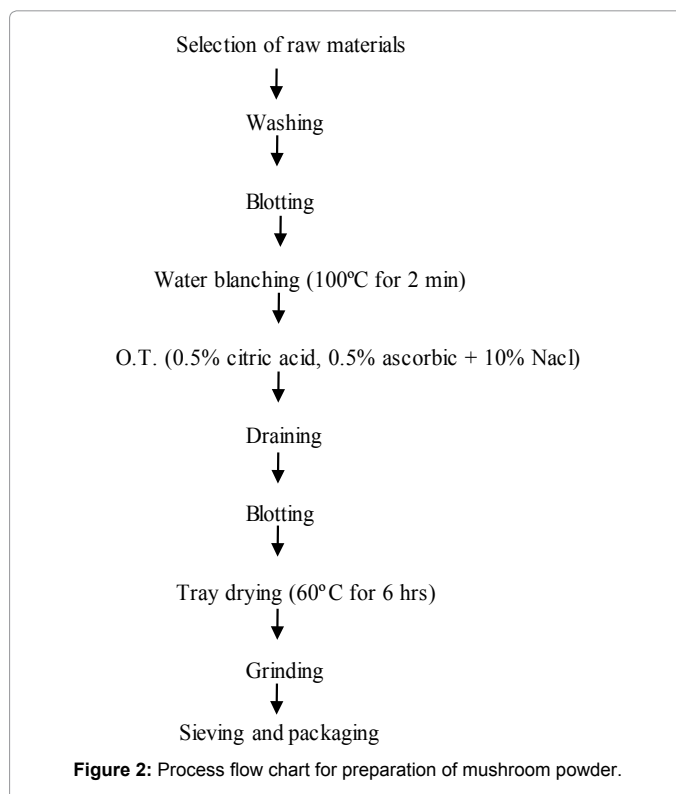 Selection of raw materials
Washing
Blotting
Water blanching (100ºC for 2 min)
O.T. (0.5% citric acid, 0.5% ascorbic + 10% Nacl)
Draining
Blotting
Tray drying (60ºC for 6 hrs)
Grinding
Sieving and packaging
Figure 2: Process flow chart for preparation of mushroom powder.